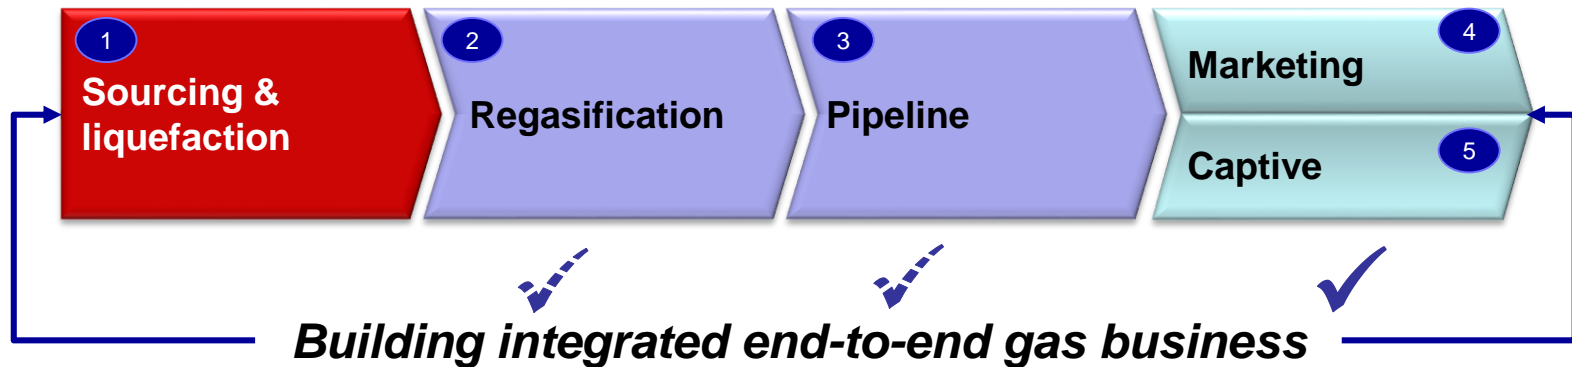 1
Sourcing &
liquefaction
2
Regasification
3
Pipeline
4
Marketing
Captive
5
Building integrated end-to-end gas business